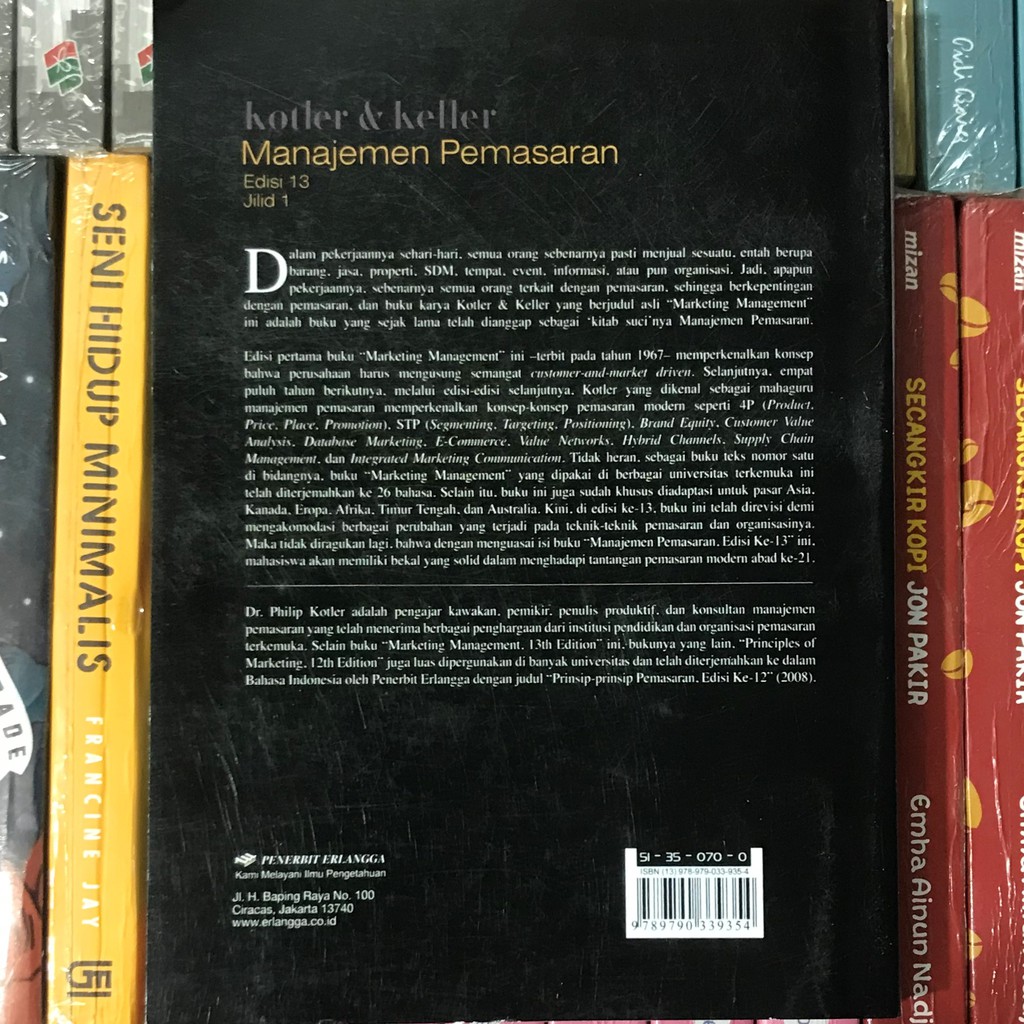 kotler & keller
Manajemen Pemasaran
Edisi 13
Jilid 1
Dalam pekerjaannya sehari-hari, semua orang sebenarnya pasti menjual sesuatu, entah berupa
barang, jasa, properti, SDM, tempat, event, informasi, atau pun organisasi. Jadi, apapun
pekerjaannya, sebenarnya semua orang terkait dengan pemasaran, sehingga berkepentingan
dengan pemasaran, dan buku karya Kotler & Keller yang berjudul asli “Marketing Management”
ini adalah buku yang sejak lama telah dianggap sebagai ‘kitab suci’nya Manajemen Pemasaran.
Edisi pertama buku “Marketing Management” ini –terbit pada tahun 1967– memperkenalkan konsep
bahwa perusahaan harus mengusung semangat customer-and-market driven. Selanjutnya, empat
puluh tahun berikutnya, melalui edisi-edisi selanjutnya, Kotler yang dikenal sebagai mahaguru
manajemen pemasaran memperkenalkan konsep-konsep pemasaran modern seperti 4P (Product,
Price, Place, Promotion), STP (Segmenting, Targeting, Positioning), Brand Equity, Customer Value
Analysis, Database Marketing, E-Commerce, Value Networks, Hybrid Channels, Supply Chain
Management, dan Integrated Marketing Communication. Tidak heran, sebagai buku teks nomor satu
di bidangnya, buku “Marketing Management” yang dipakai di berbagai universitas terkemuka ini
telah diterjemahkan ke 26 bahasa. Selain itu, buku ini juga sudah khusus diadaptasi untuk pasar Asia,
Kanada, Eropa, Afrika, Timur Tengah, dan Australia. Kini, di edisi ke-13, buku ini telah direvisi demi
mengakomodasi berbagai perubahan yang terjadi pada teknik-teknik pemasaran dan organisasinya.
Maka tidak diragukan lagi, bahwa dengan menguasai isi buku “Manajemen Pemasaran, Edisi Ke-13” ini,
mahasiswa akan memiliki bekal yang solid dalam menghadapi tantangan pemasaran modern abad ke-21.
Dr. Philip Kotler adalah pengajar kawakan, pemikir, penulis produktif, dan konsultan manajemen
pemasaran yang telah menerima berbagai penghargaan dari institusi pendidikan dan organisasi pemasaran
terkemuka. Selain buku “Marketing Management, 13th Edition” ini, bukunya yang lain, “Principles of
Marketing, 12th Edition” juga luas dipergunakan di banyak universitas dan telah diterjemahkan ke dalam
Bahasa Indonesia oleh Penerbit Erlangga dengan judul “Prinsip-prinsip Pemasaran, Edisi Ke-12” (2008).
PENERBIT ERLANGGA
Kami Melayani Ilmu Pengetahuan
Jl. H. Baping Raya No. 100
Ciracas, Jakarta 13740
www.erlangga.co.id
51 - 35 - 070 - 0
ISBN (13) 978-979-033-935-4
9 789790 339354
SENI HIDUP MINIMALIS
FRANCINE JAY
mizan
SECANGKIR KOPI JON PAKIR
Emha Ainun Nadj
mizan
SECANGKIR KOPI JON PAKIR